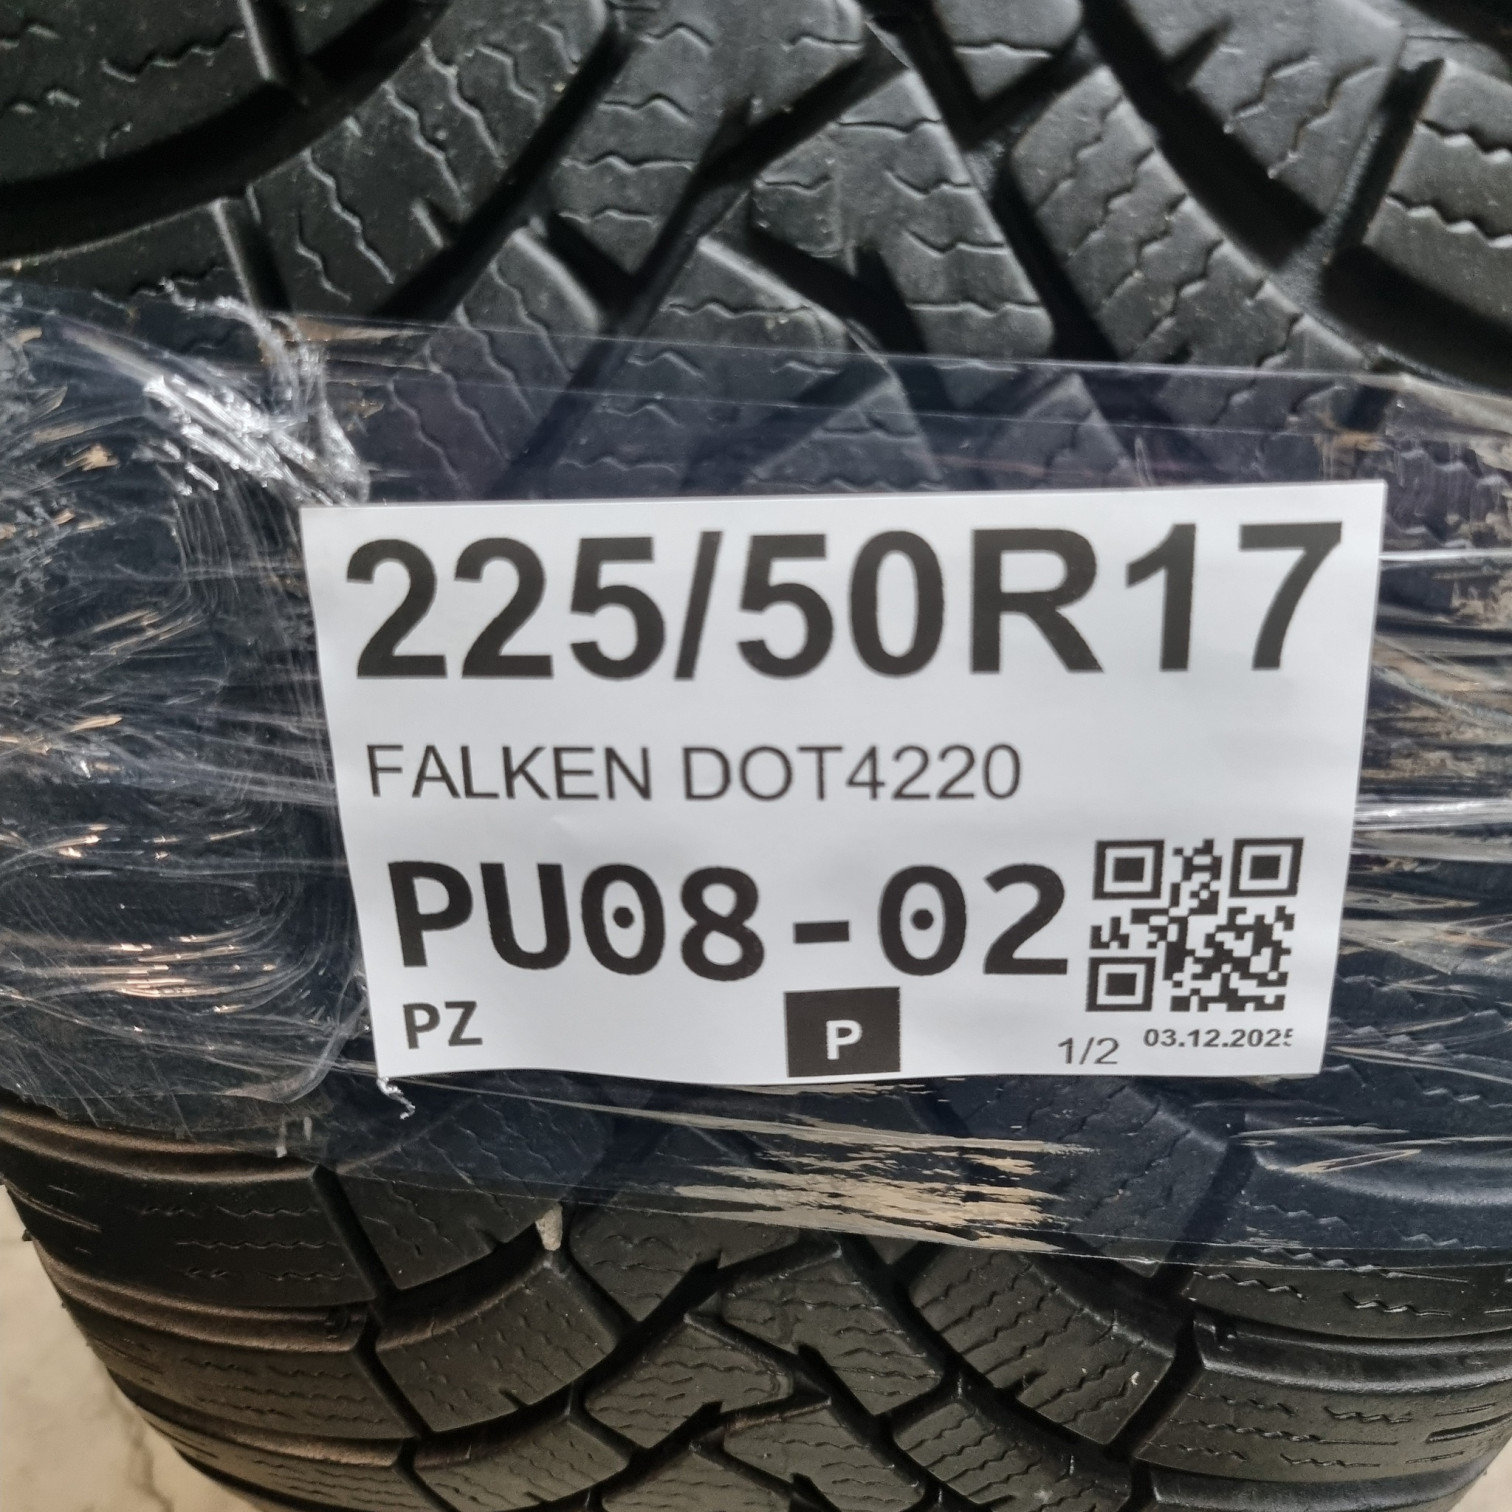 225/50R17
FALKEN DOT4220
PU08-02
PZ
P
1/2
03.12.2025